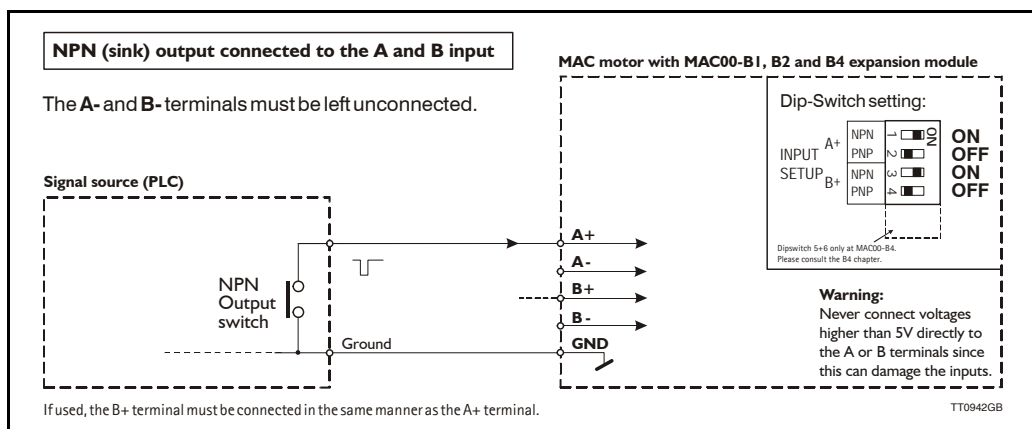 NPN (sink) output connected to the A and B input
The A- and B- terminals must be left unconnected.
MAC motor with MAC00-B1, B2 and B4 expansion module
Dip-Switch setting:
INPUT
SETUP
A+
B+
NPN 1 ON ON
PNP 2 OFF
NPN 3 ON
PNP 4 OFF
Dipswitch 5+6 only at MAC00-B4.
Please consult the B4 chapter.
Signal source (PLC)
NPN
Output
switch
Ground
A+
A-
B+
B-
GND
Warning:
Never connect voltages
higher than 5V directly to
the A or B terminals since
this can damage the inputs.
If used, the B+ terminal must be connected in the same manner as the A+ terminal.
TT0942GB